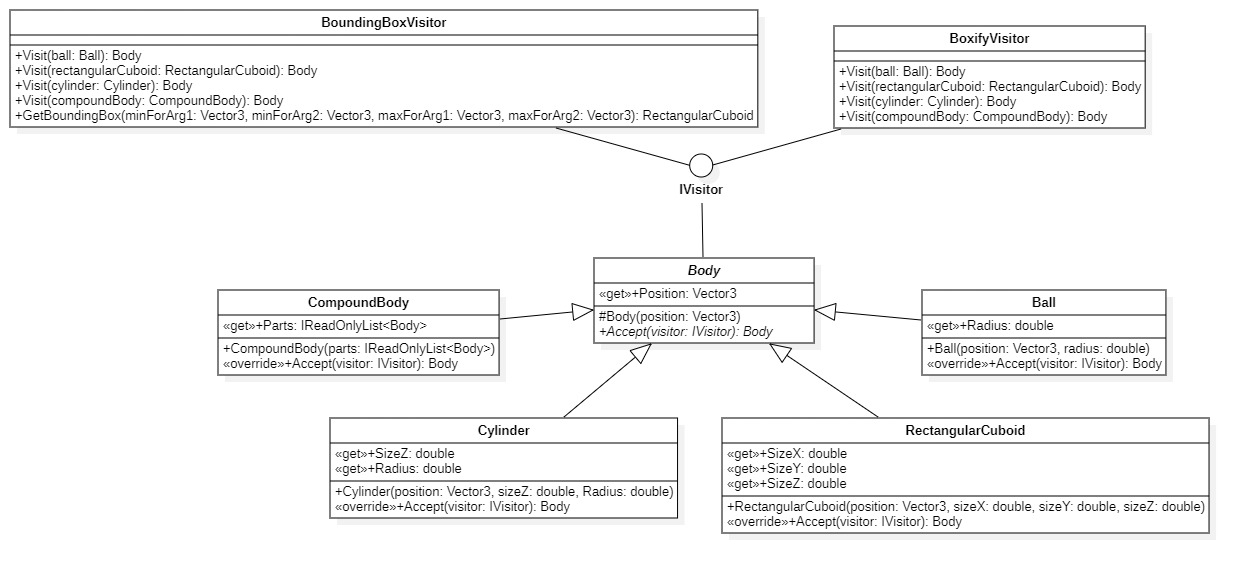 BoundingBoxVisitor
+Visit(ball: Ball): Body
+Visit(rectangularCuboid: RectangularCuboid): Body
+Visit(cylinder: Cylinder): Body
+Visit(compoundBody: CompoundBody): Body
+GetBoundingBox(minForArg1: Vector3, minForArg2: Vector3, maxForArg1: Vector3, maxForArg2: Vector3): RectangularCuboid
BoxifyVisitor
+Visit(ball: Ball): Body
+Visit(rectangularCuboid: RectangularCuboid): Body
+Visit(cylinder: Cylinder): Body
+Visit(compoundBody: CompoundBody): Body
IVisitor
Body
«get»+Position: Vector3
#Body(position: Vector3)
+Accept(visitor: IVisitor): Body
CompoundBody
«get»+Parts: IReadOnlyList<Body>
+CompoundBody(parts: IReadOnlyList<Body>)
«override»+Accept(visitor: IVisitor): Body
Ball
«get»+Radius: double
+Ball(position: Vector3, radius: double)
«override»+Accept(visitor: IVisitor): Body
Cylinder
«get»+SizeZ: double
«get»+Radius: double
+Cylinder(position: Vector3, sizeZ: double, Radius: double)
«override»+Accept(visitor: IVisitor): Body
RectangularCuboid
«get»+SizeX: double
«get»+SizeY: double
«get»+SizeZ: double
+RectangularCuboid(position: Vector3, sizeX: double, sizeY: double, sizeZ: double)
«override»+Accept(visitor: IVisitor): Body